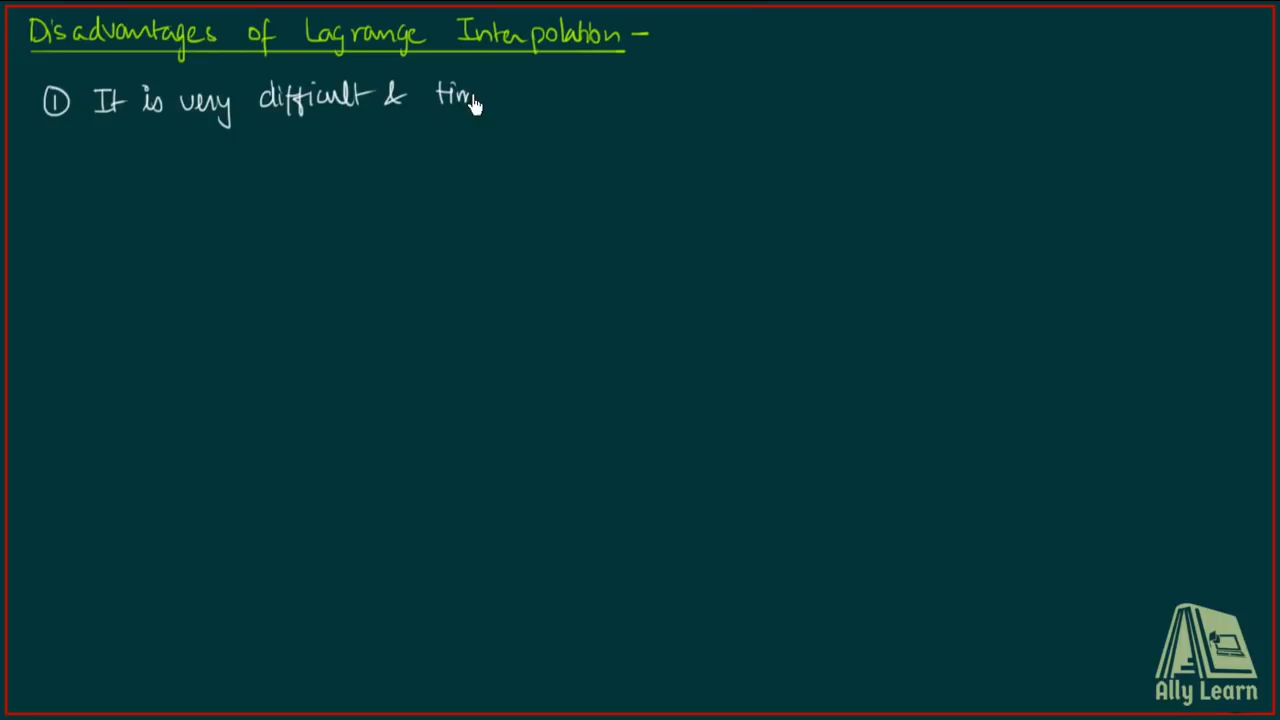 Disadvantages of Lagrange Interpolation -
① It is very difficult & tim
Ally Learn